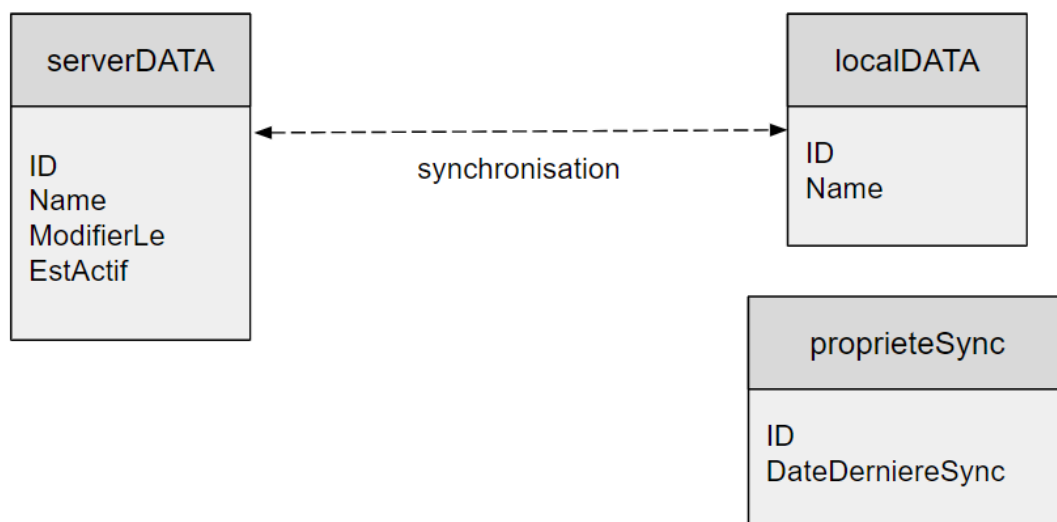 serverDATA
ID
Name
ModifierLe
EstActif
synchronisation
localDATA
ID
Name
proprieteSync
ID
DateDerniereSync